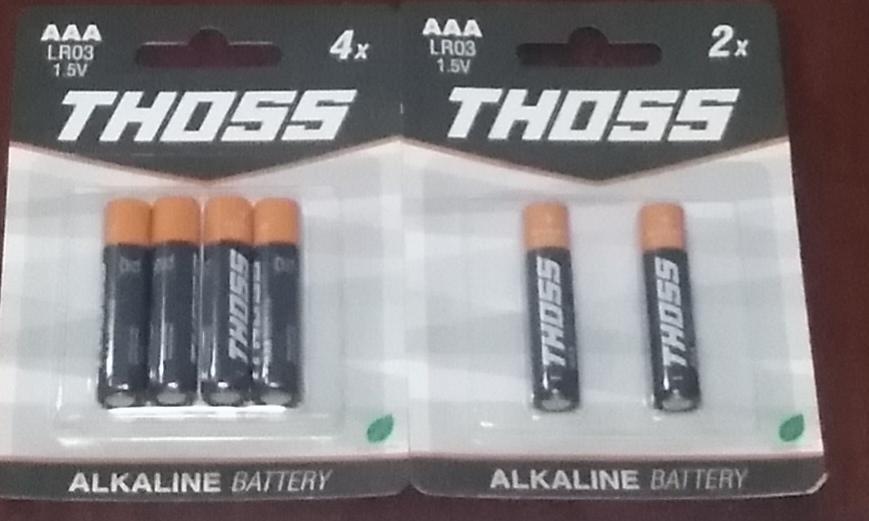 AAA
LR03
1.5V
4x
THOSS
THOSS
ALKALINE BATTERY
AAA
LR03
1.5V
2x
THOSS
THOSS
THOSS
ALKALINE BATTERY